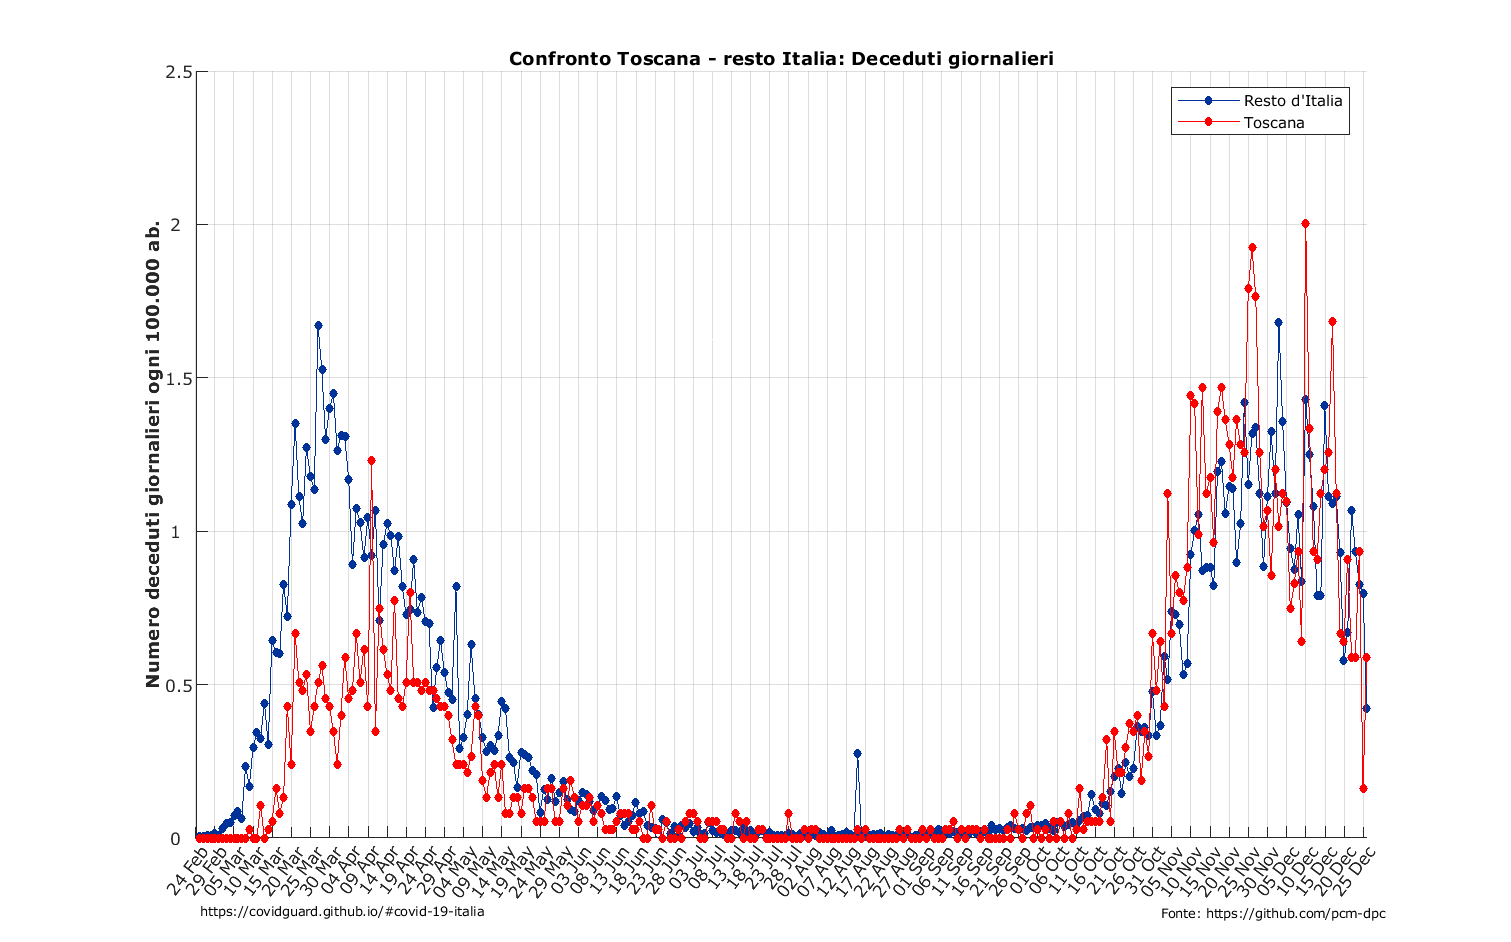 Confronto Toscana - resto Italia: Deceduti giornalieri
Resto d'Italia
Toscana
Numero deceduti giornalieri ogni 100.000 ab.
2.5
2
1.5
1
0.5
0
24 Feb
29 Feb
05 Mar
10 Mar
15 Mar
20 Mar
25 Mar
30 Mar
04 Apr
09 Apr
14 Apr
19 Apr
24 Apr
29 Apr
04 May
09 May
14 May
19 May
24 May
29 May
03 Jun
08 Jun
13 Jun
18 Jun
23 Jun
28 Jun
03 Jul
08 Jul
13 Jul
18 Jul
23 Jul
28 Jul
02 Aug
07 Aug
12 Aug
17 Aug
22 Aug
27 Aug
01 Sep
06 Sep
11 Sep
16 Sep
21 Sep
26 Sep
01 Oct
06 Oct
11 Oct
16 Oct
21 Oct
26 Oct
31 Oct
05 Nov
10 Nov
15 Nov
20 Nov
25 Nov
30 Nov
05 Dec
10 Dec
15 Dec
20 Dec
25 Dec
https://covidguard.github.io/#covid-19-italia
Fonte: https://github.com/pcm-dpc